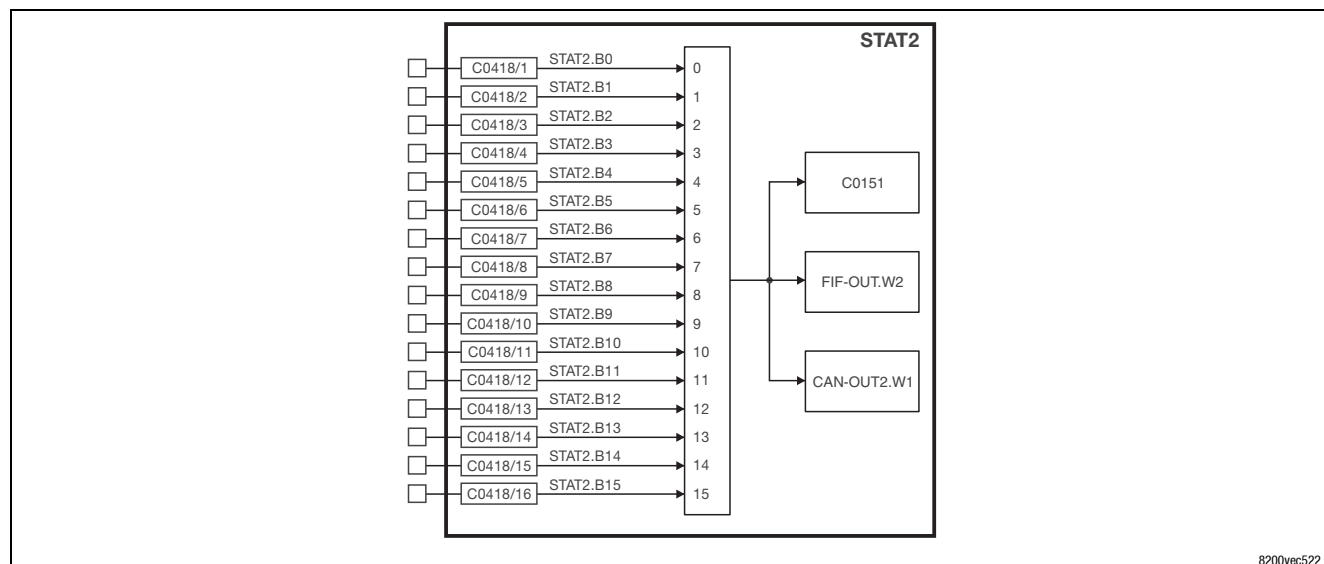 STAT2
C0418/1 STAT2.B0 0
C0418/2 STAT2.B1 1
C0418/3 STAT2.B2 2
C0418/4 STAT2.B3 3
C0418/5 STAT2.B4 4
C0418/6 STAT2.B5 5
C0418/7 STAT2.B6 6
C0418/8 STAT2.B7 7
C0418/9 STAT2.B8 8
C0418/10 STAT2.B9 9
C0418/11 STAT2.B10 10
C0418/12 STAT2.B11 11
C0418/13 STAT2.B12 12
C0418/14 STAT2.B13 13
C0418/15 STAT2.B14 14
C0418/16 STAT2.B15 15
C0151
FIF-OUT.W2
CAN-OUT2.W1
8200vec522